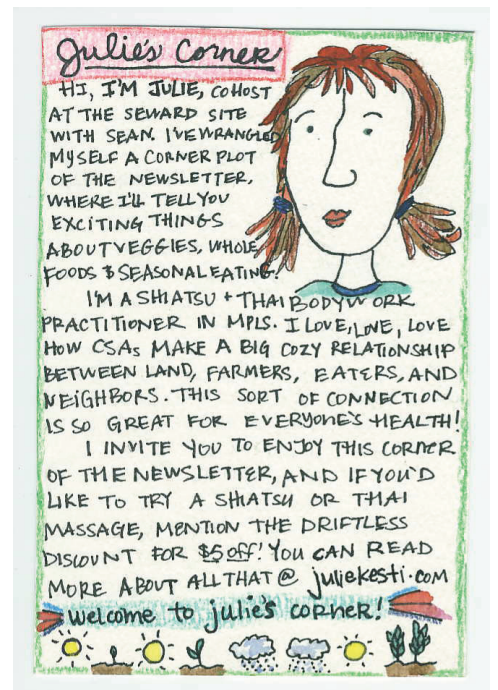 Julie's Corner
HI, I'M JULIE, COHOST
AT THE SEWARD SITE
WITH SEAN. I'VE WRANGLED
MYSELF A CORNER PLOT
OF THE NEWSLETTER,
WHERE I'LL TELL YOU
EXCITING THINGS
ABOUT VEGGIES, WHOLE
FOODS & SEASONAL EATING!
I'M A SHIATSU + THAI BODYWORK
PRACTITIONER IN MPLS. I LOVE, LOVE, LOVE
HOW CSAs MAKE A BIG COZY RELATIONSHIP
BETWEEN LAND, FARMERS, EATERS, AND
NEIGHBORS. THIS SORT OF CONNECTION
IS SO GREAT FOR EVERYONE'S HEALTH!
I INVITE YOU TO ENJOY THIS CORNER
OF THE NEWSLETTER, AND IF YOU'D
LIKE TO TRY A SHIATSU OR THAI
MASSAGE, MENTION THE DRIFTLESS
DISCOUNT FOR $5 off! YOU CAN READ
MORE ABOUT ALL THAT @ juliekesti.com
welcome to julie's corner!